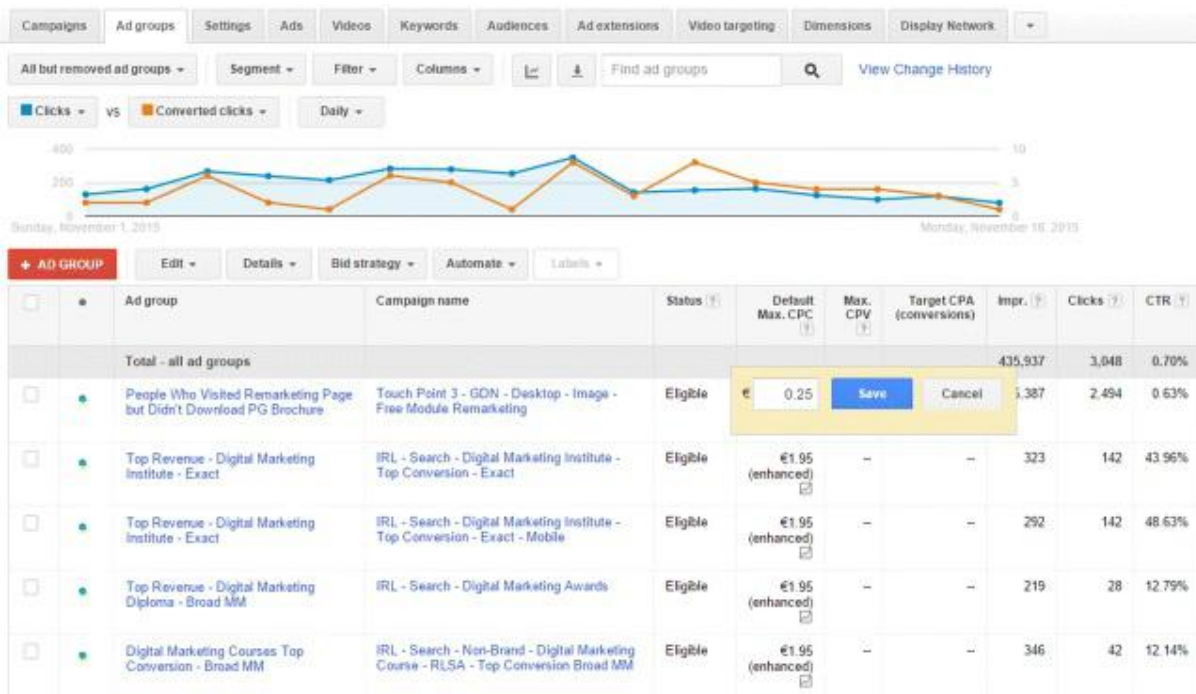 Campaigns Ad groups Settings Ads Videos Keywords Audiences Ad extensions Video targeting Dimensions Display Network
All but removed ad groups Segment Filter Columns Find ad groups View Change History
Clicks VS Converted clicks Daily
400 10
200 5
0 0
Sunday, November 1, 2015 Monday, November 16, 2015
+ AD GROUP Edit Details Bid strategy Automate Labels
Ad group Campaign name Status ? Default Max. Target CPA Impr. ? Clicks ? CTR ?
Max. CPC CPV (conversions)
? ?
Total - all ad groups 435,937 3,048 0.70%
People Who Visited Remarketing Page Touch Point 3 - GDN - Desktop - Image - Eligible € 0.25 Save Cancel 5,387 2,494 0.63%
but Didn't Download PG Brochure Free Module Remarketing
Top Revenue - Digital Marketing IRL - Search - Digital Marketing Institute - Eligible €1.95 -- -- 323 142 43.96%
Institute - Exact Top Conversion - Exact (enhanced)
Top Revenue - Digital Marketing IRL - Search - Digital Marketing Institute - Eligible €1.95 -- -- 292 142 48.63%
Institute - Exact Top Conversion - Exact - Mobile (enhanced)
Top Revenue - Digital Marketing IRL - Search - Digital Marketing Awards Eligible €1.95 -- -- 219 28 12.79%
Diploma - Broad MM (enhanced)
Digital Marketing Courses Top IRL - Search - Non-Brand - Digital Marketing Eligible €1.95 -- -- 346 42 12.14%
Conversion - Broad MM Course - RLSA - Top Conversion Broad MM (enhanced)